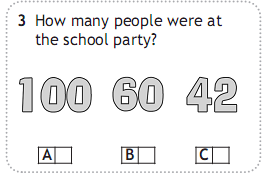 3 How many people were at
the school party?
100 60 42
A B C